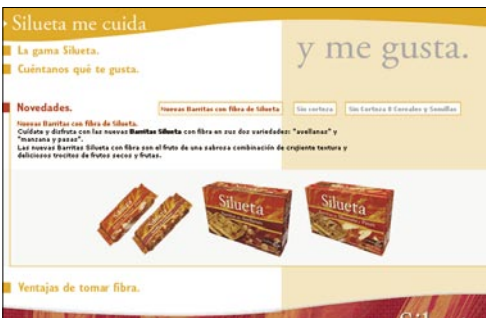 Silueta me cuida
y me gusta.
La gama Silueta.
Cuéntanos qué te gusta.
Novedades.
Nuevas Barritas con fibra de Silueta
Sin corteza
Sin Corteza 8 Cereales y Semillas
Nuevas Barritas con fibra de Silueta.
Cuídate y disfruta con las nuevas Barritas Silueta con fibra en sus dos variedades: "avellanas" y
"manzana y pasas".
Las nuevas Barritas Silueta con fibra son el fruto de una sabrosa combinación de crujiente textura y
deliciosos trocitos de frutos secos y frutas.
Silueta
Silueta
Ventajas de tomar fibra.